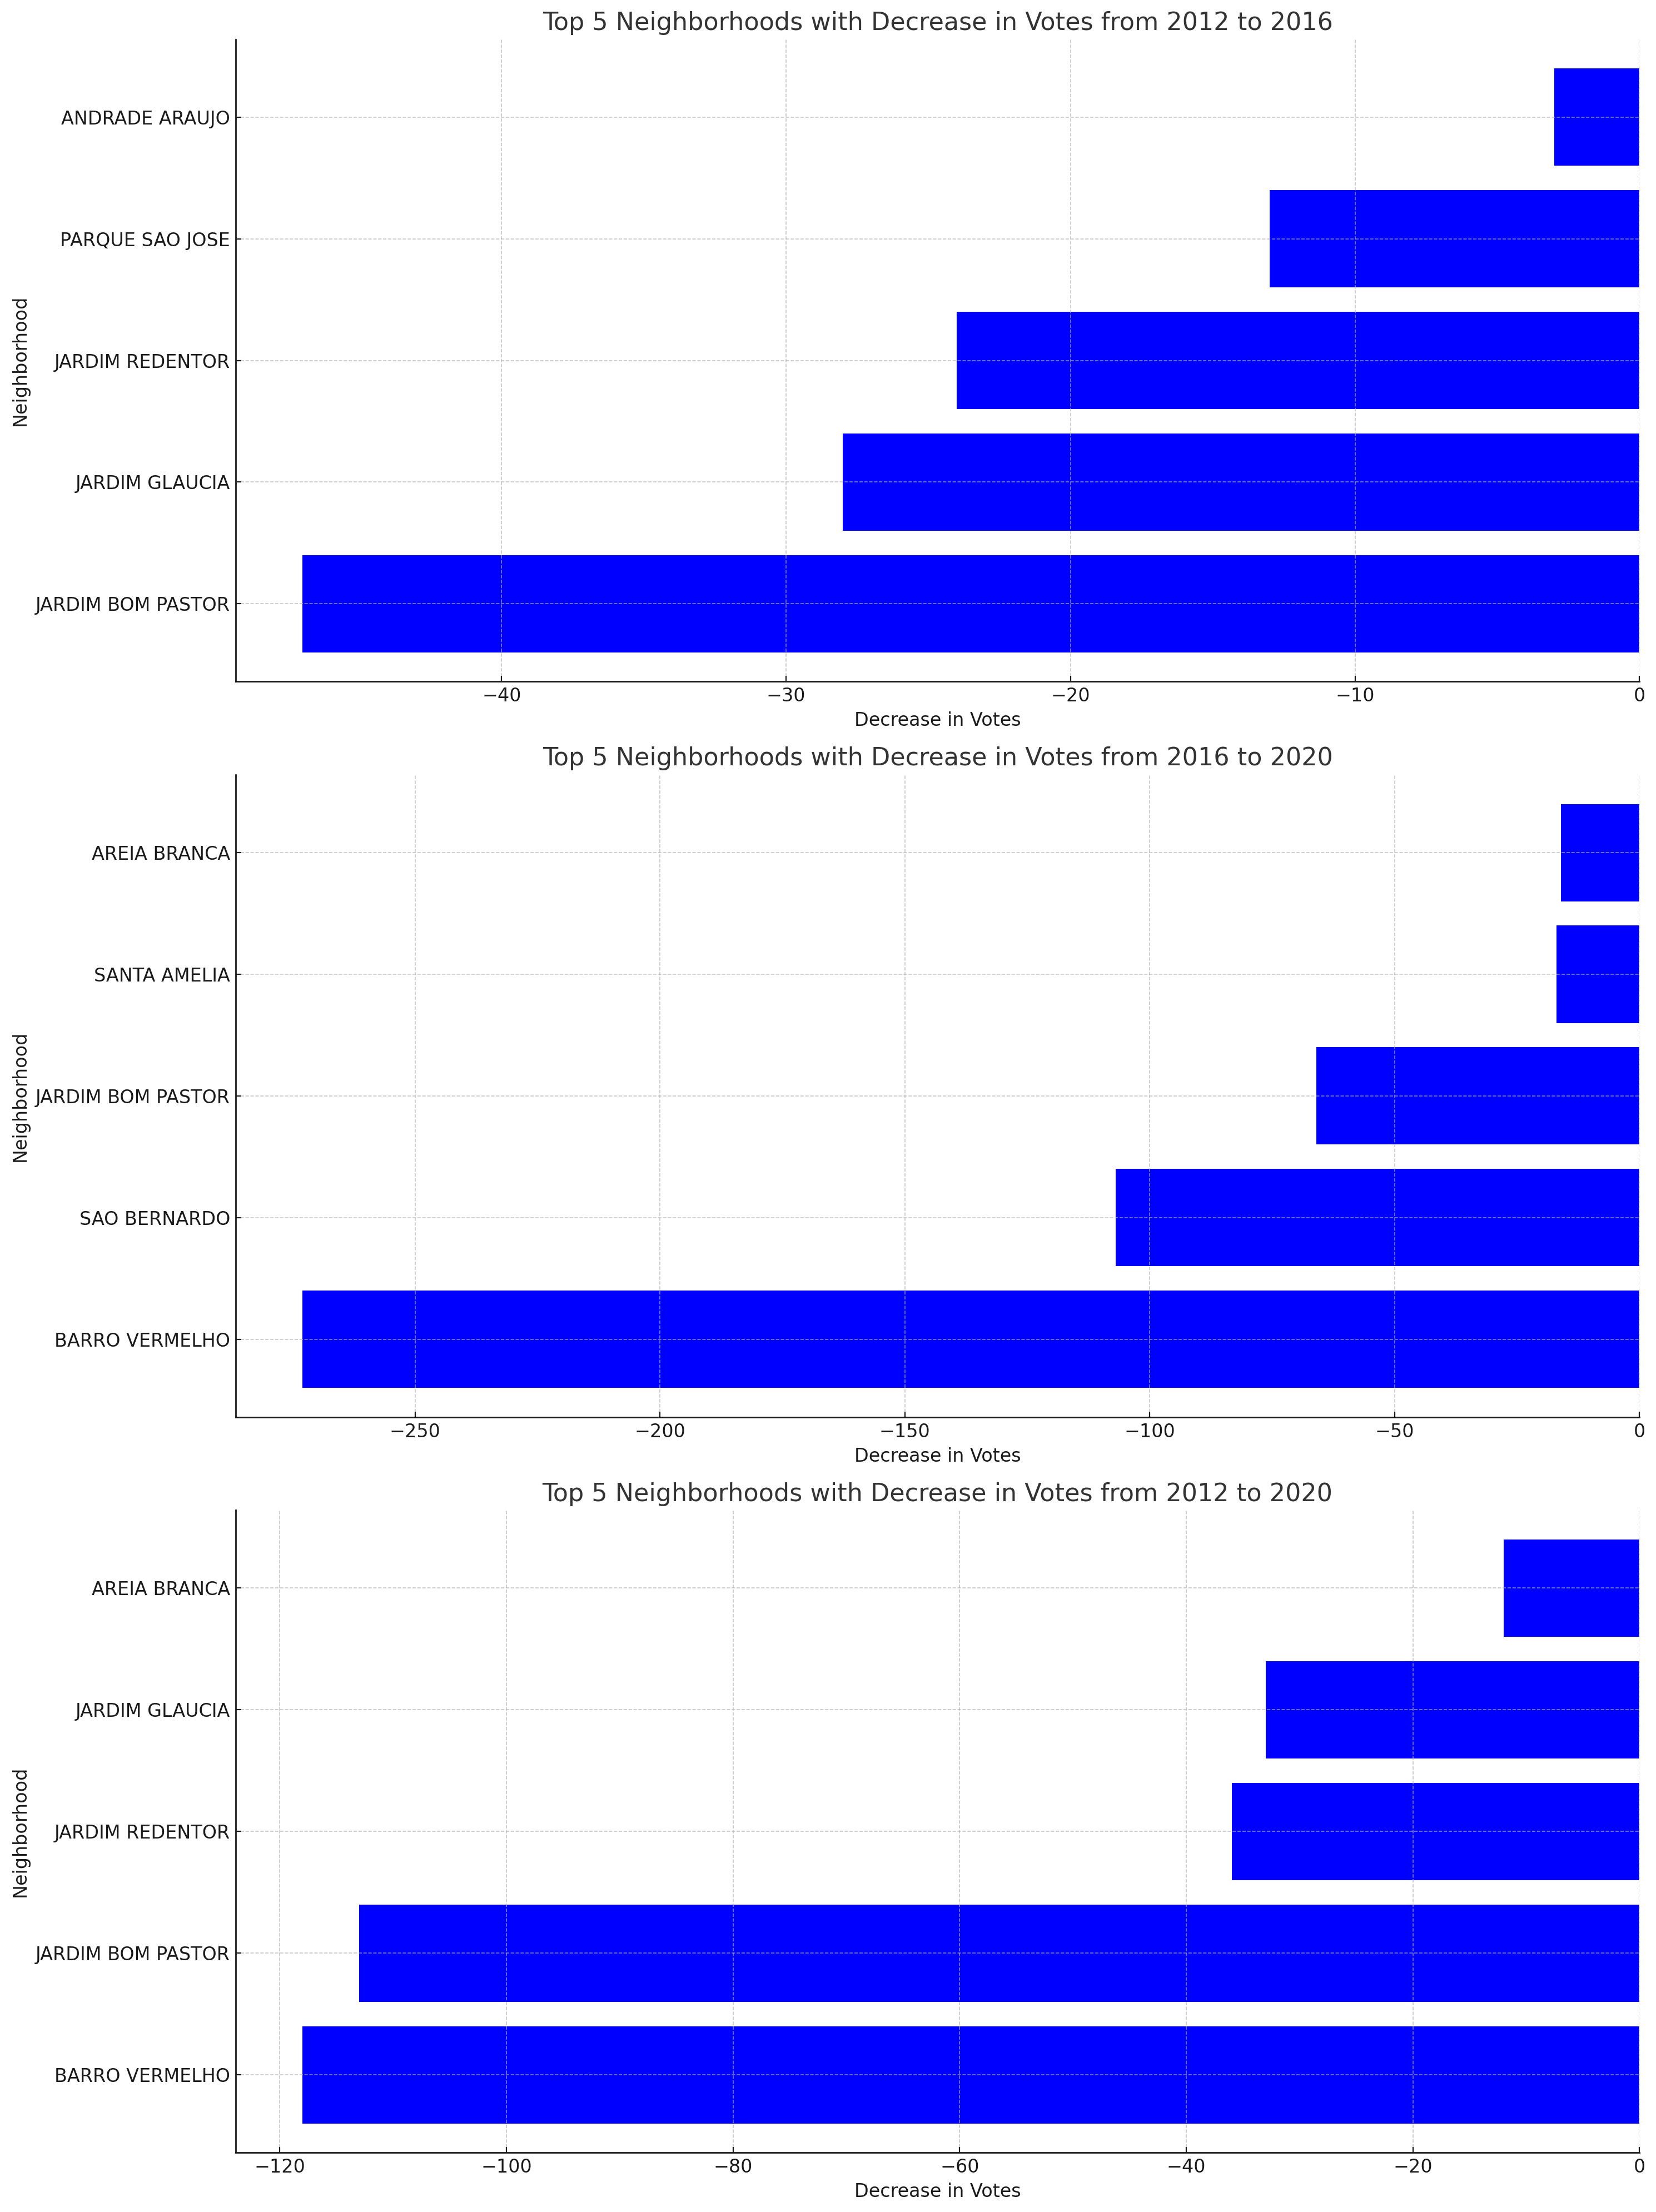 Top 5 Neighborhoods with Decrease in Votes from 2012 to 2016
Neighborhood
ANDRADE ARAUJO
PARQUE SAO JOSE
JARDIM REDENTOR
JARDIM GLAUCIA
JARDIM BOM PASTOR
−40 −30 −20 −10 0
Decrease in Votes
Top 5 Neighborhoods with Decrease in Votes from 2016 to 2020
Neighborhood
AREIA BRANCA
SANTA AMELIA
JARDIM BOM PASTOR
SAO BERNARDO
BARRO VERMELHO
−250 −200 −150 −100 −50 0
Decrease in Votes
Top 5 Neighborhoods with Decrease in Votes from 2012 to 2020
Neighborhood
AREIA BRANCA
JARDIM GLAUCIA
JARDIM REDENTOR
JARDIM BOM PASTOR
BARRO VERMELHO
−120 −100 −80 −60 −40 −20 0
Decrease in Votes